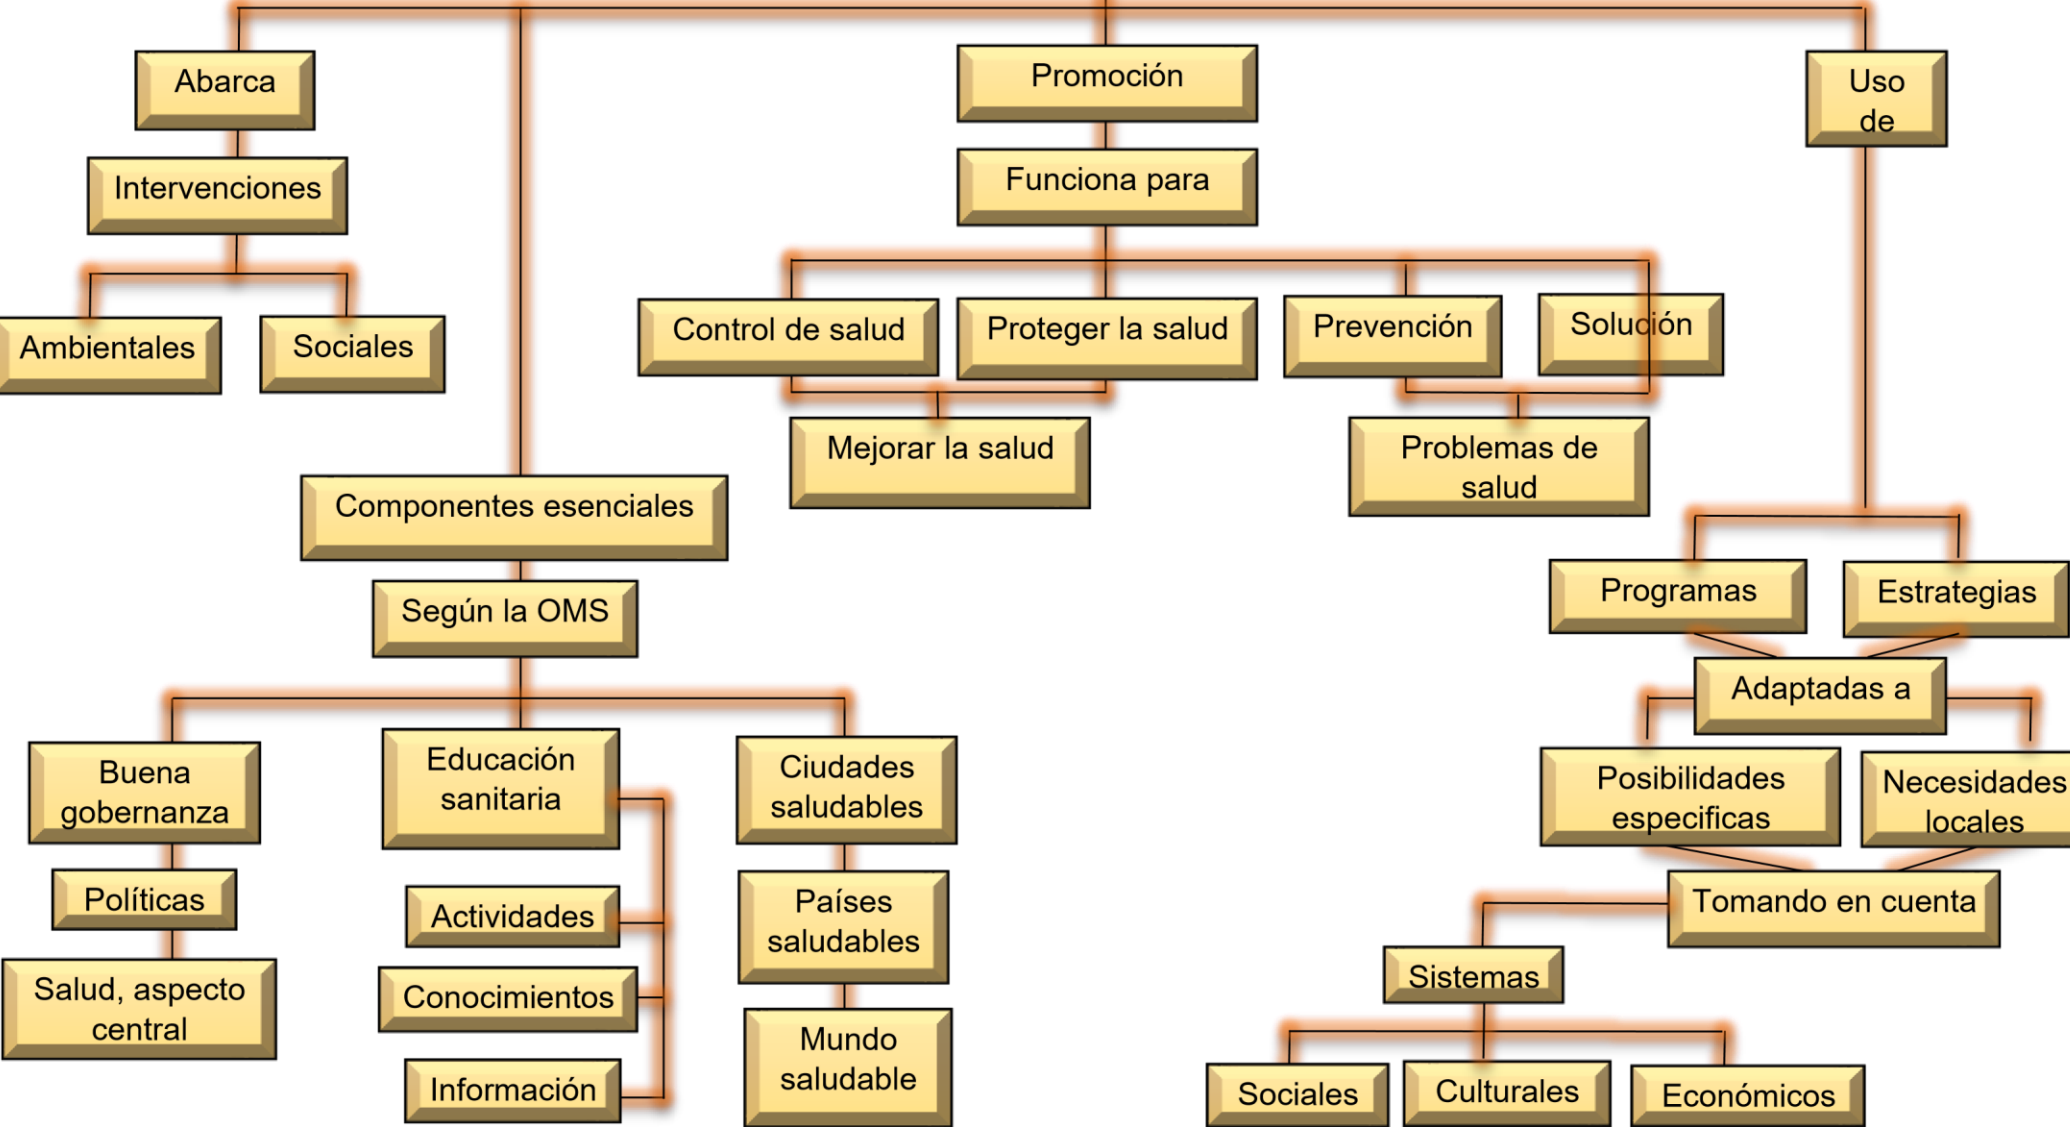 Abarca
Promoción
Uso
de
Intervenciones
Funciona para
Ambientales
Sociales
Control de salud
Proteger la salud
Prevención
Solución
Mejorar la salud
Problemas de
salud
Componentes esenciales
Según la OMS
Programas
Estrategias
Adaptadas a
Buena
gobernanza
Educación
sanitaria
Ciudades
saludables
Posibilidades
especificas
Necesidades
locales
Políticas
Actividades
Países
saludables
Tomando en cuenta
Salud, aspecto
central
Conocimientos
Sistemas
Información
Mundo
saludable
Sociales
Culturales
Económicos